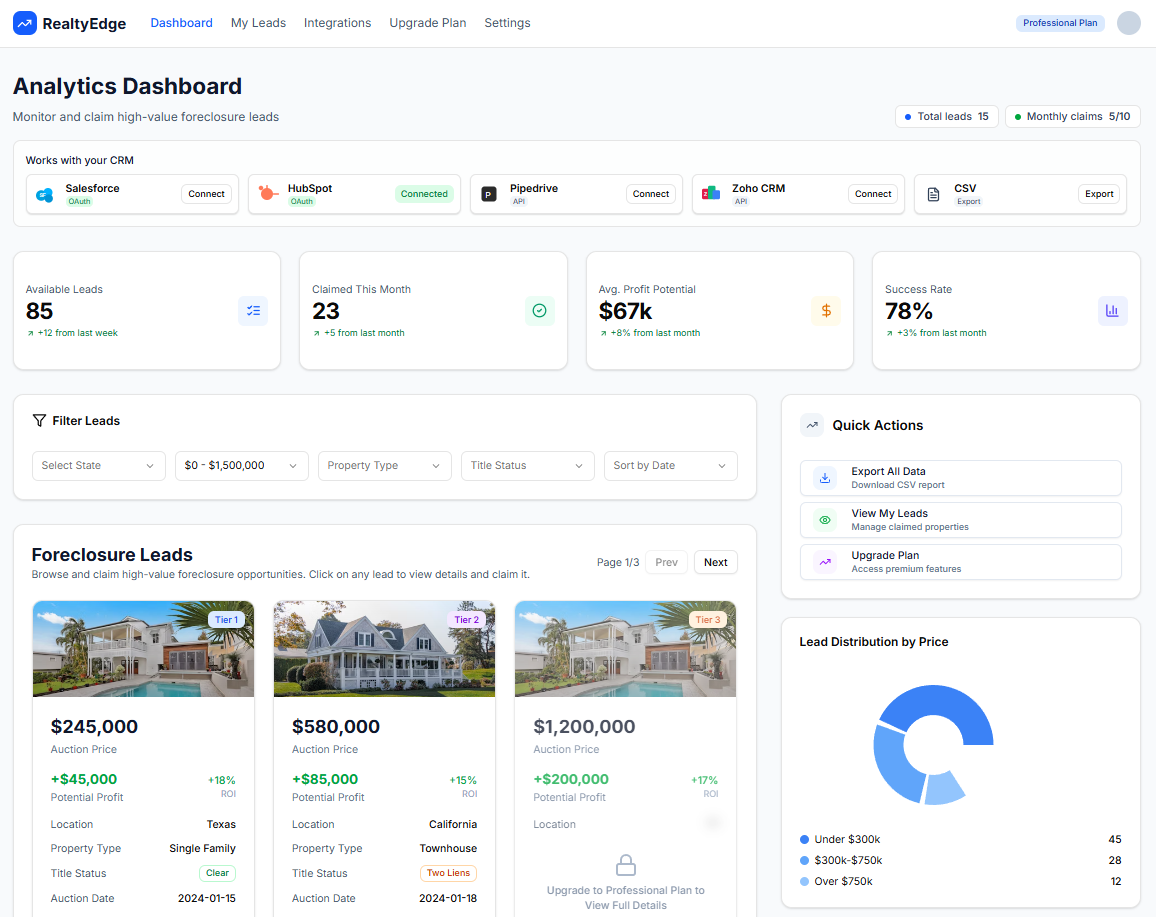 RealtyEdge
Dashboard
My Leads
Integrations
Upgrade Plan
Settings
Professional Plan
Analytics Dashboard
Monitor and claim high-value foreclosure leads
Total leads 15
Monthly claims 5/10
Works with your CRM
Salesforce
OAuth
Connect
HubSpot
OAuth
Connected
P
Pipedrive
API
Connect
Zoho CRM
API
Connect
CSV
Export
Export
Available Leads
85
+12 from last week
Claimed This Month
23
+5 from last month
Avg. Profit Potential
$67k
+8% from last month
Success Rate
78%
+3% from last month
Filter Leads
Select State
$0 - $1,500,000
Property Type
Title Status
Sort by Date
Quick Actions
Export All Data
Download CSV report
View My Leads
Manage claimed properties
Upgrade Plan
Access premium features
Foreclosure Leads
Browse and claim high-value foreclosure opportunities. Click on any lead to view details and claim it.
Page 1/3
Prev
Next
Tier 1
$245,000
Auction Price
+$45,000
+18%
Potential Profit
ROI
Location
Texas
Property Type
Single Family
Title Status
Clear
Auction Date
2024-01-15
Tier 2
$580,000
Auction Price
+$85,000
+15%
Potential Profit
ROI
Location
California
Property Type
Townhouse
Title Status
Two Liens
Auction Date
2024-01-18
Tier 3
$1,200,000
Auction Price
+$200,000
+17%
Potential Profit
ROI
Location
Upgrade to Professional Plan to
View Full Details
Lead Distribution by Price
Under $300k
45
$300k-$750k
28
Over $750k
12